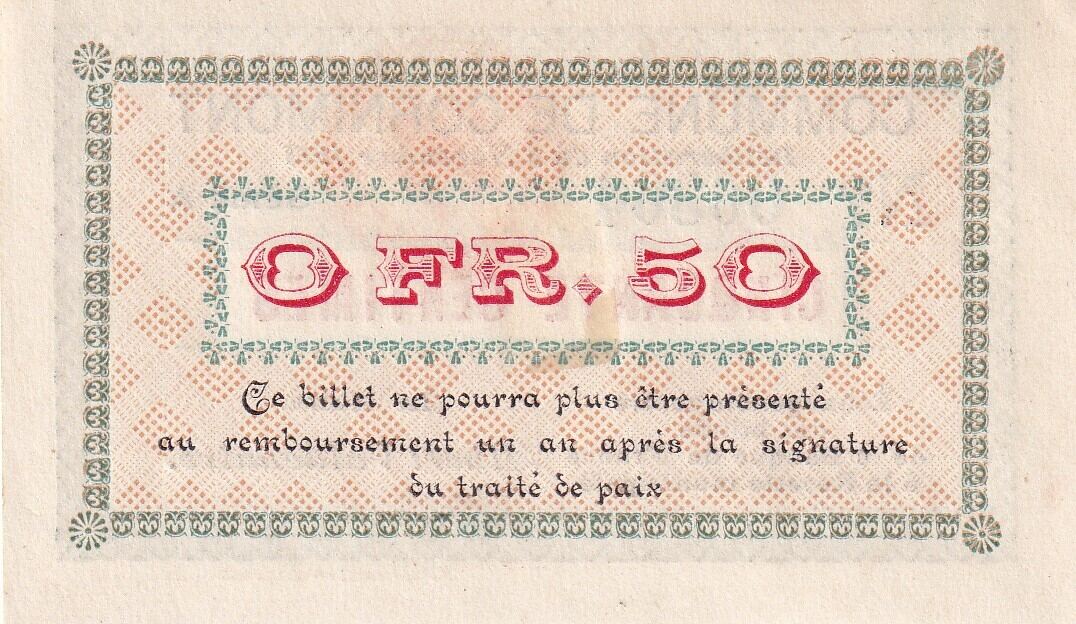 0 FR. 50
Ce billet ne pourra plus être présenté
au remboursement un an après la signature
du traité de paix